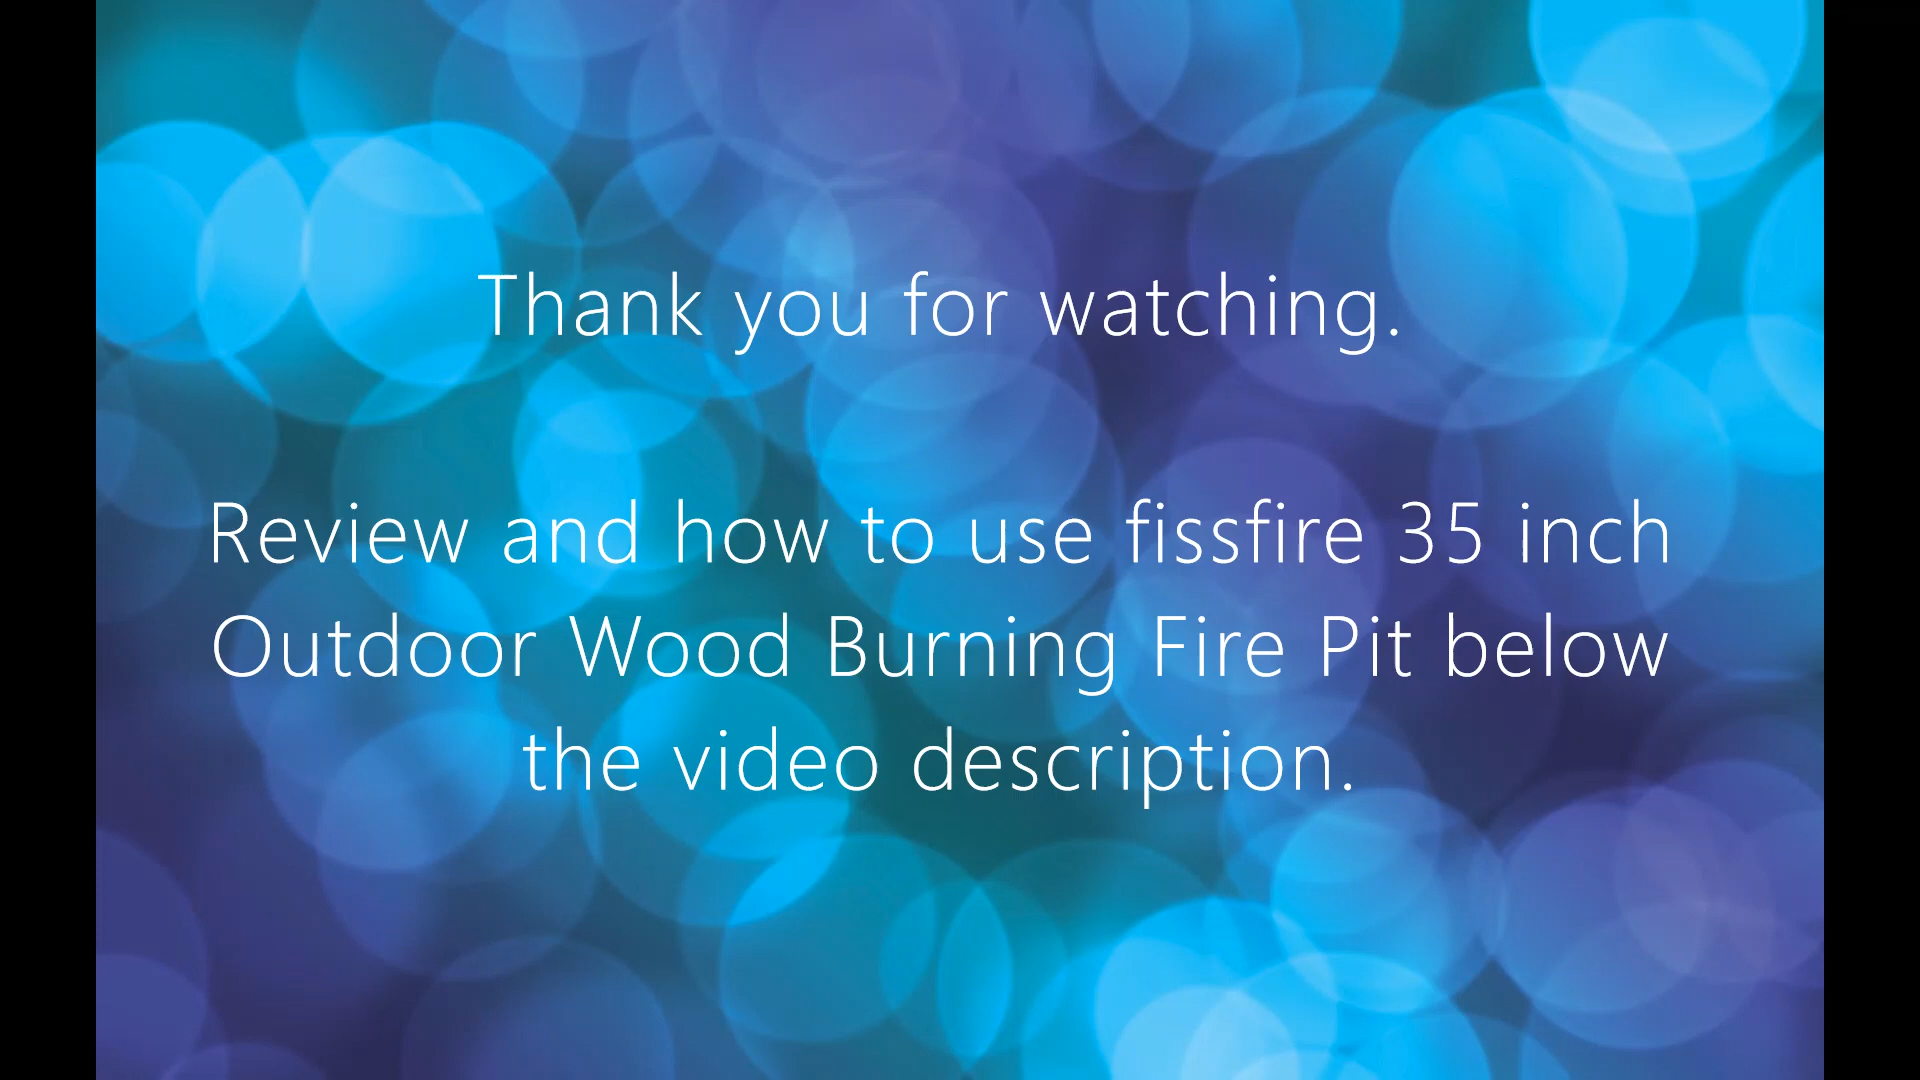 Thank you for watching.
Review and how to use fissfire 35 inch
Outdoor Wood Burning Fire Pit below
the video description.